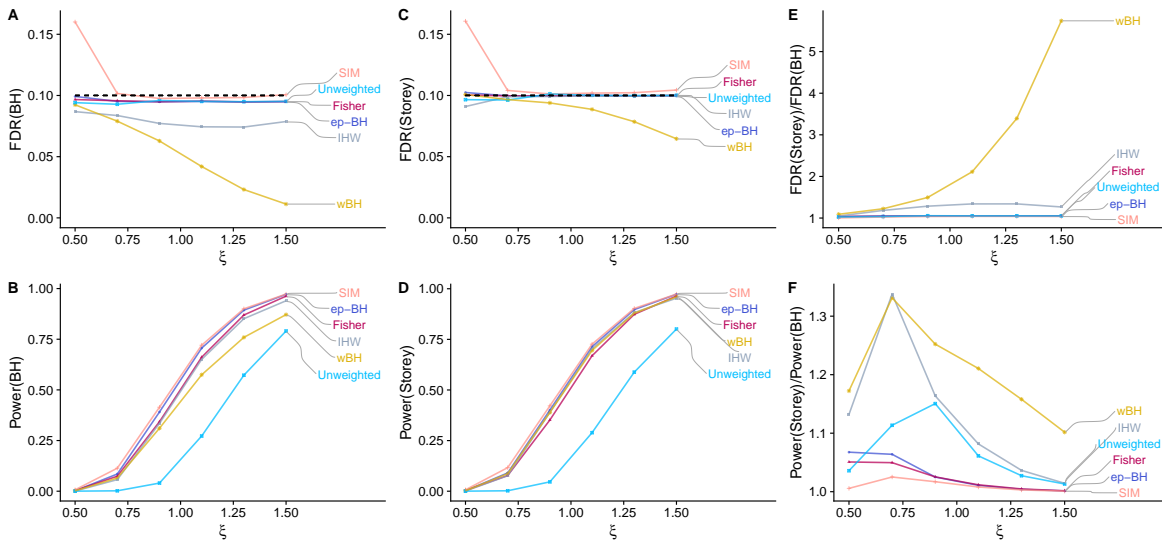 A
FDR(BH)
0.15
0.10
0.05
0.00
0.50
0.75
1.00
1.25
1.50
ξ
SIM
Unweighted
Fisher
ep−BH
IHW
wBH
C
FDR(Storey)
0.15
0.10
0.05
0.00
0.50
0.75
1.00
1.25
1.50
ξ
SIM
Fisher
Unweighted
IHW
ep−BH
wBH
E
FDR(Storey)/FDR(BH)
5
4
3
2
1
0.50
0.75
1.00
1.25
1.50
ξ
wBH
IHW
Fisher
Unweighted
ep−BH
SIM
B
Power(BH)
1.00
0.75
0.50
0.25
0.00
0.50
0.75
1.00
1.25
1.50
ξ
SIM
ep−BH
Fisher
IHW
wBH
Unweighted
D
Power(Storey)
1.00
0.75
0.50
0.25
0.00
0.50
0.75
1.00
1.25
1.50
ξ
SIM
ep−BH
Fisher
wBH
IHW
Unweighted
F
Power(Storey)/Power(BH)
1.3
1.2
1.1
1.0
0.50
0.75
1.00
1.25
1.50
ξ
wBH
IHW
Unweighted
Fisher
ep−BH
SIM